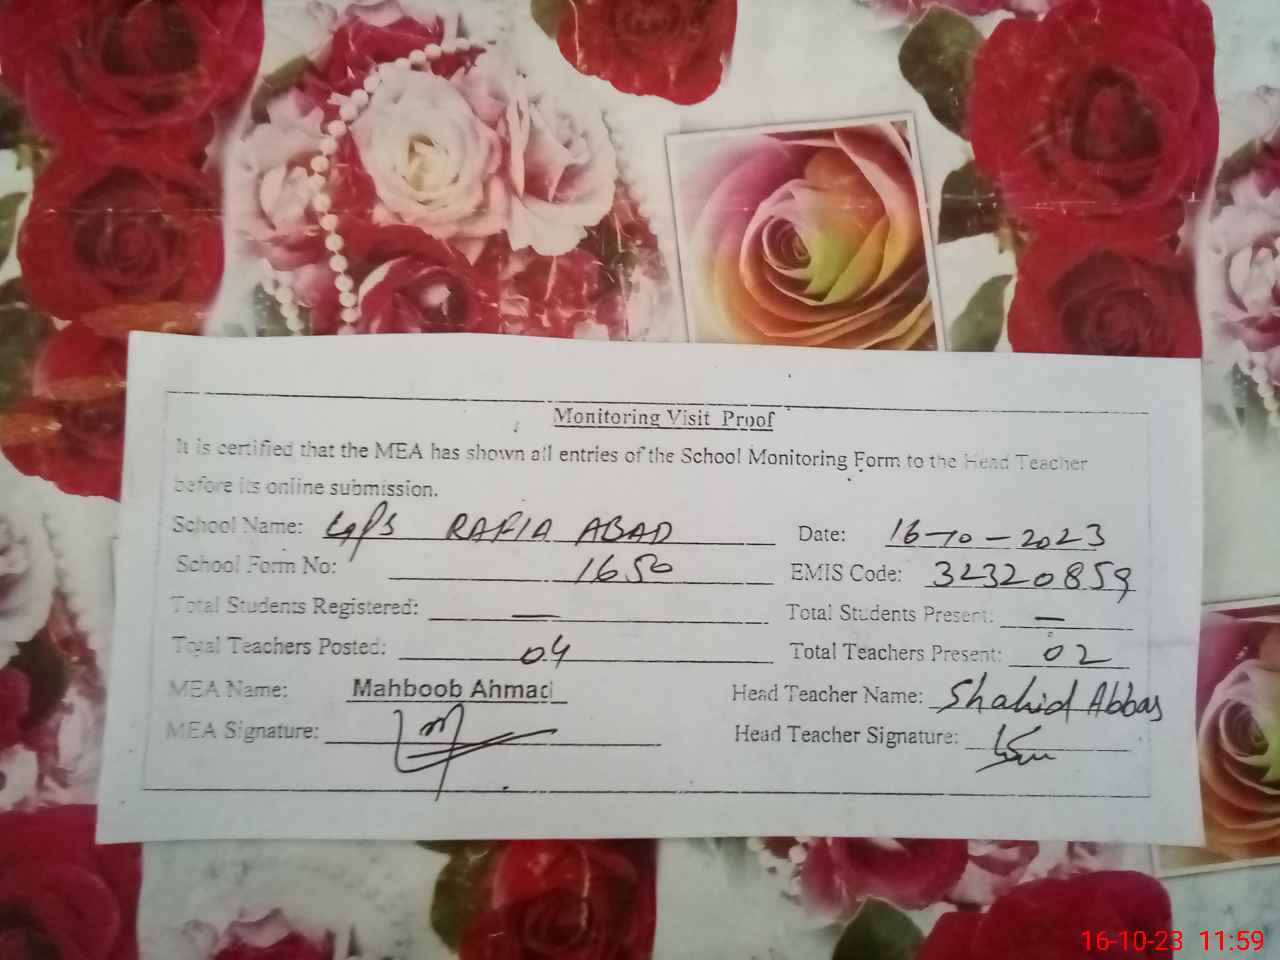 Monitoring Visit Proof
It is certified that the MEA has shown all entries of the School Monitoring Form to the Head Teacher
before its online submission.
School Name: GPS RAFIA ABAD Date: 16-10-2023
School Form No: 1650 EMIS Code: 32320859
Total Students Registered: — Total Students Present: —
Total Teachers Posted: 04 Total Teachers Present: 02
MEA Name: Mahboob Ahmad Head Teacher Name: Shahid Abbas
MEA Signature: Head Teacher Signature:
16-10-23 11:59